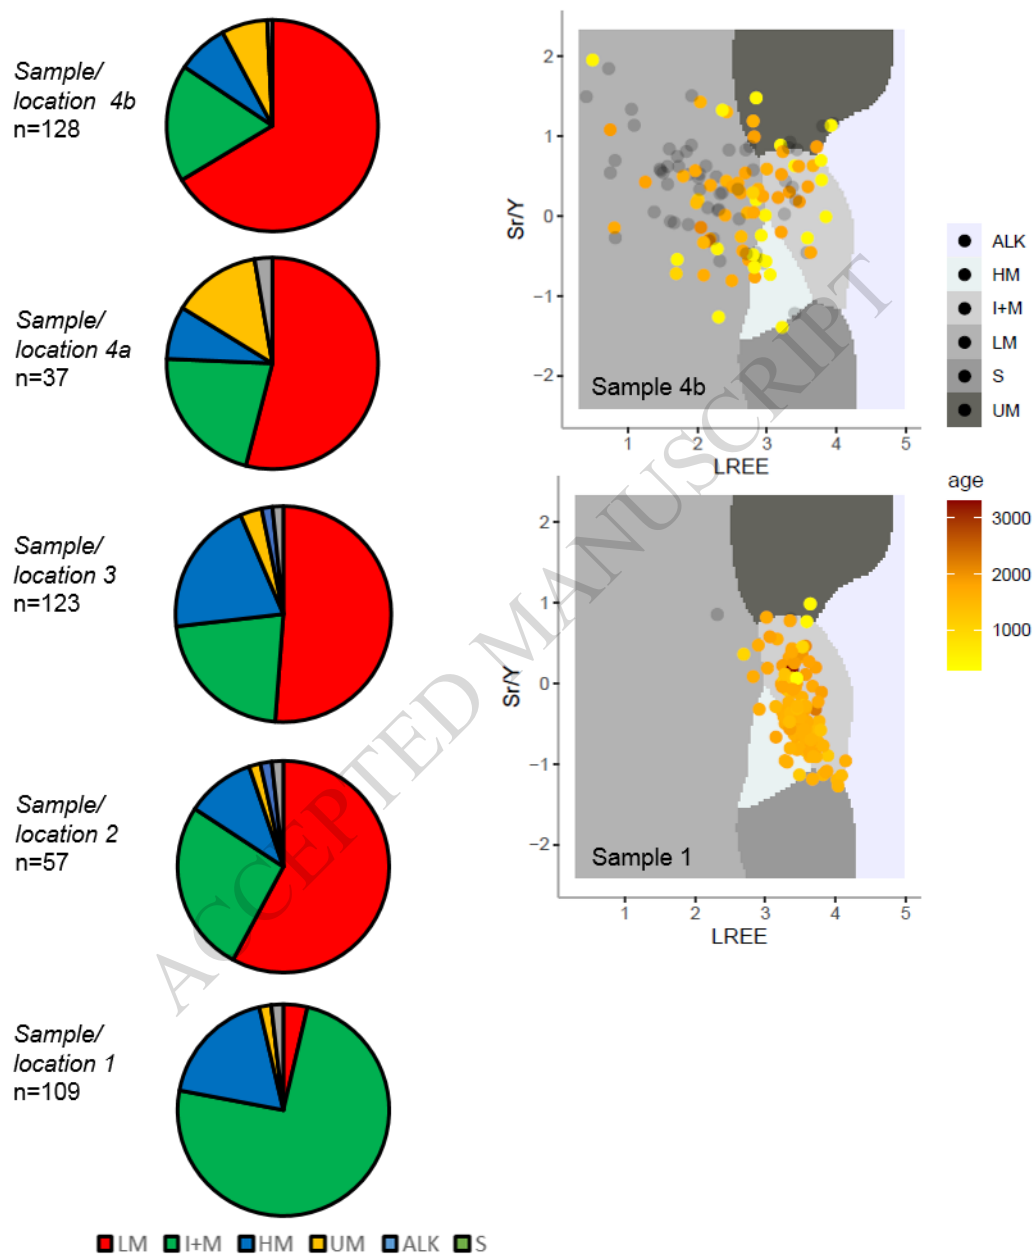 Sample/
location 4b
n=128
Sample/
location 4a
n=37
Sample/
location 3
n=123
Sample/
location 2
n=57
Sample/
location 1
n=109
LM I+M HM UM ALK S
2
1
0
−1
−2
Sr/Y
Sample 4b
1 2 3 4 5
LREE
2
1
0
−1
−2
Sr/Y
Sample 1
1 2 3 4 5
LREE
ALK
HM
I+M
LM
S
UM
age
3000
2000
1000
ACCEPTED MANUSCRIPT